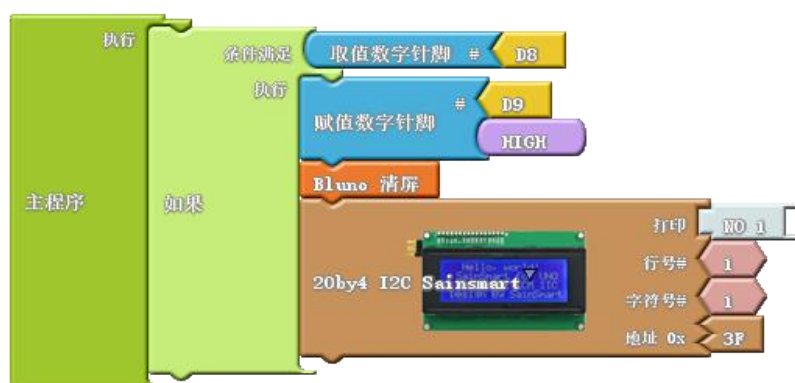 执行
条件满足
取值数字针脚 #
D8
执行
赋值数字针脚
#
D9
HIGH
Bluno 清屏
主程序
如果
20by4 I2C Sainsmart
Hello, world!
打印
NO 1
行号#
1
字符号#
1
地址 0x
3F